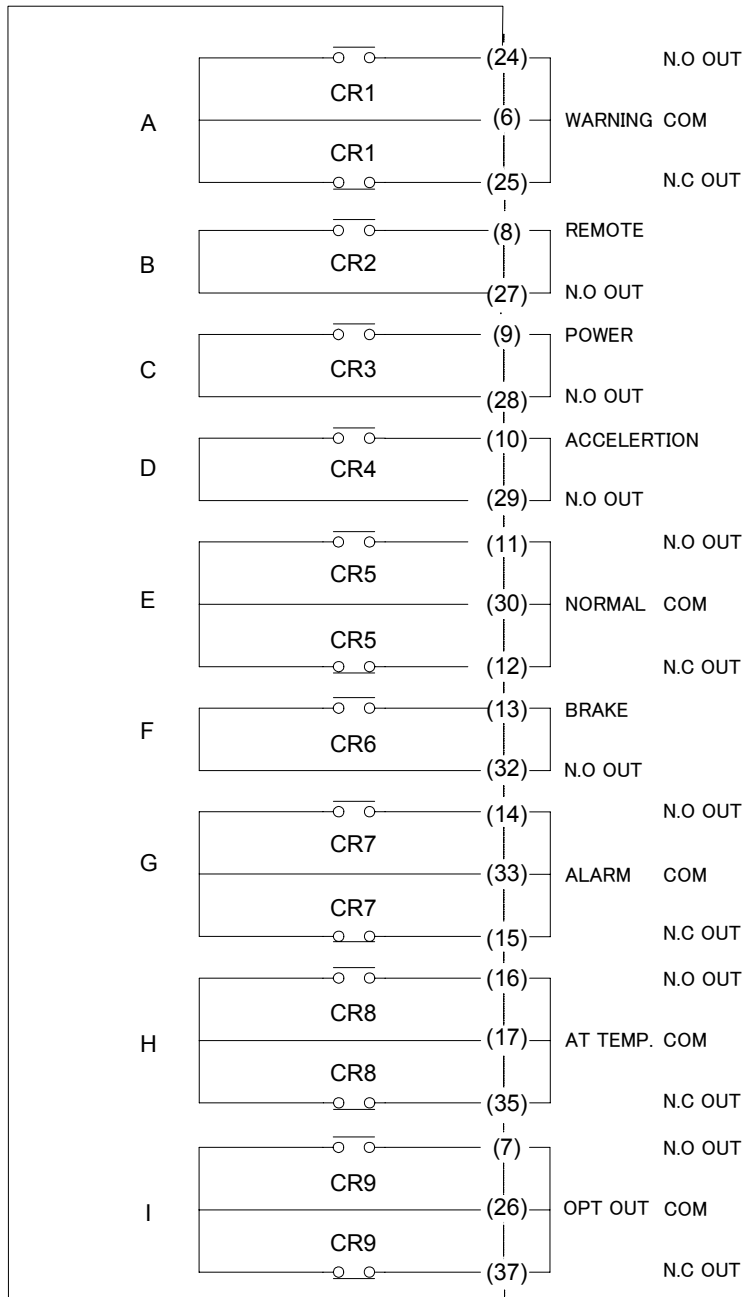 (24) N.O OUT
CR1
A (6) WARNING COM
CR1
(25) N.C OUT
(8) REMOTE
B CR2
(27) N.O OUT
(9) POWER
C CR3
(28) N.O OUT
(10) ACCELERTION
D CR4
(29) N.O OUT
(11) N.O OUT
CR5
E (30) NORMAL COM
CR5
(12) N.C OUT
(13) BRAKE
F CR6
(32) N.O OUT
(14) N.O OUT
CR7
G (33) ALARM COM
CR7
(15) N.C OUT
(16) N.O OUT
CR8
H (17) AT TEMP. COM
CR8
(35) N.C OUT
(7) N.O OUT
CR9
I (26) OPT OUT COM
CR9
(37) N.C OUT